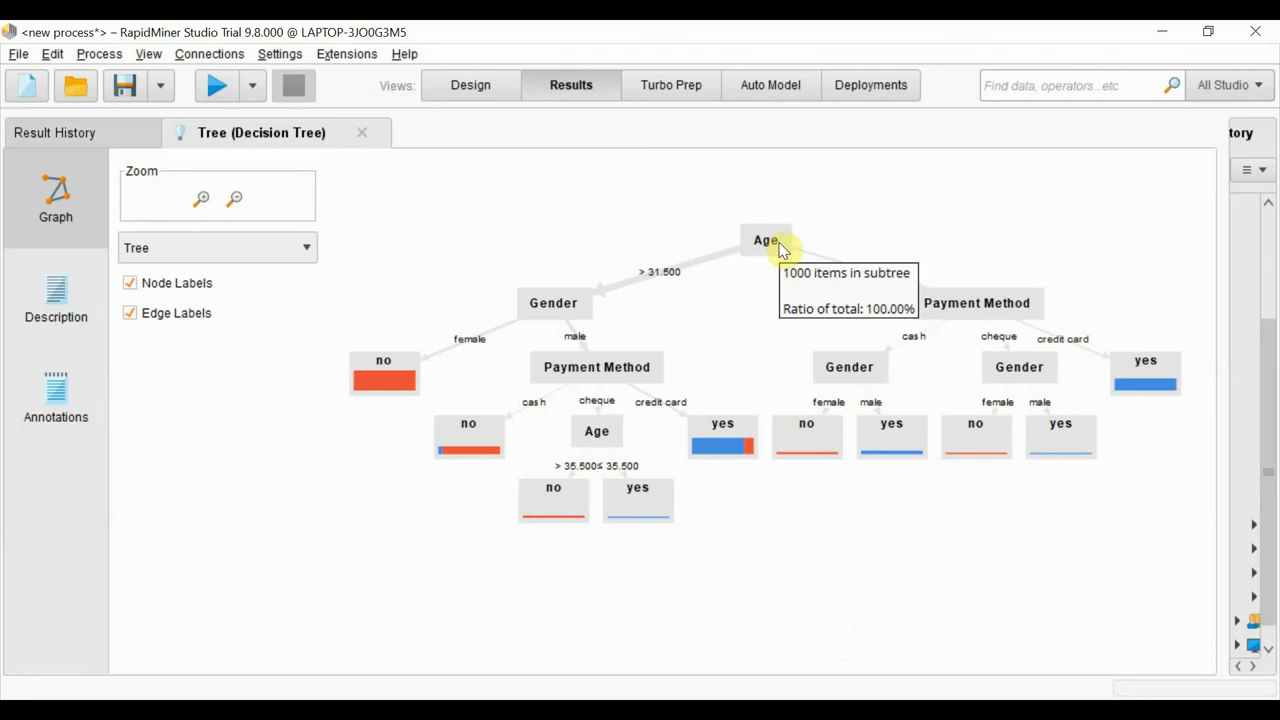 <new process*> – RapidMiner Studio Trial 9.8.000 @ LAPTOP-3JO0G3M5
File Edit Process View Connections Settings Extensions Help
Views: Design Results Turbo Prep Auto Model Deployments Find data, operators...etc All Studio
Result History Tree (Decision Tree) tory
Zoom
Graph
Tree
Node Labels
Edge Labels
Description
Annotations
Age
1000 items in subtree
Ratio of total: 100.00%
> 31.500
Gender Payment Method
female male cash cheque credit card
no Payment Method Gender Gender yes
cash cheque credit card female male female male
no Age yes no yes no yes
> 35.500 ≤ 35.500
no yes